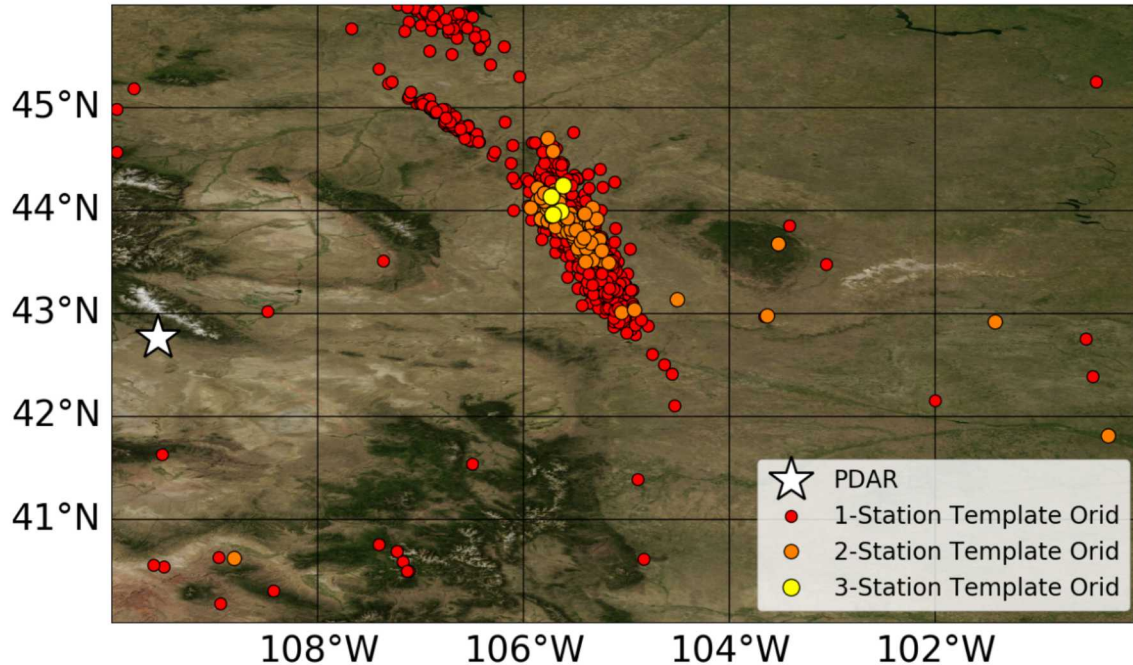 45°N
44°N
43°N
42°N
41°N
PDAR
1-Station Template Orid
2-Station Template Orid
3-Station Template Orid
108°W 106°W 104°W 102°W